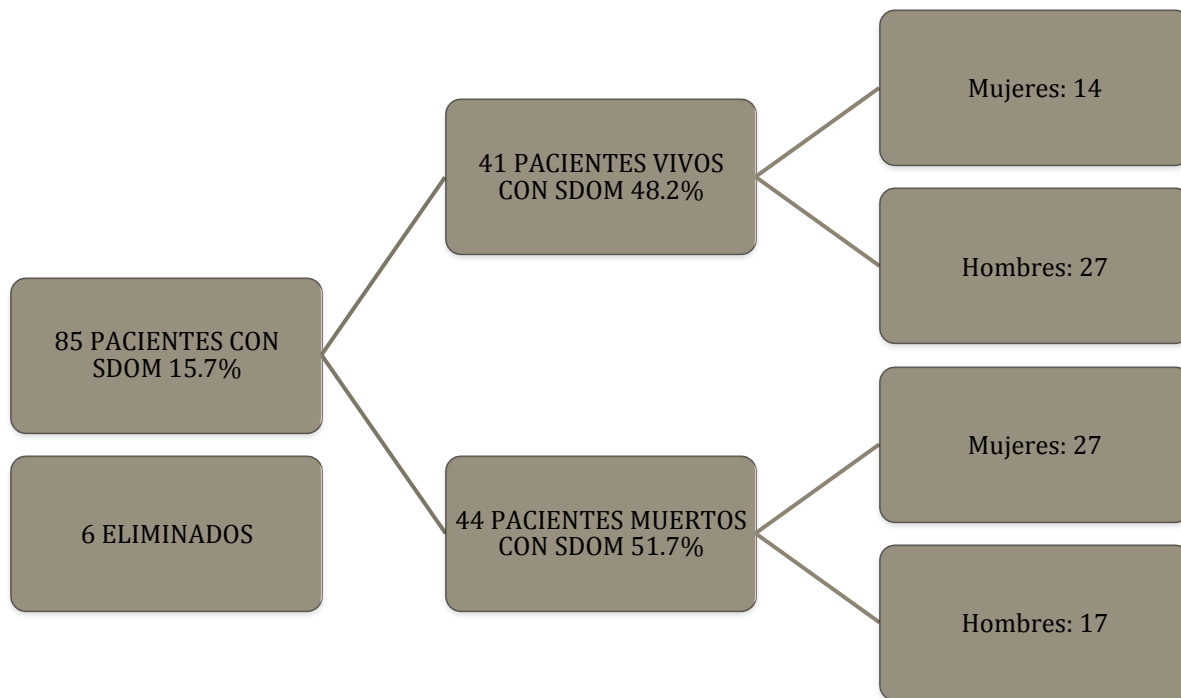 85 PACIENTES CON
SDOM 15.7%
6 ELIMINADOS
41 PACIENTES VIVOS
CON SDOM 48.2%
44 PACIENTES MUERTOS
CON SDOM 51.7%
Mujeres: 14
Hombres: 27
Mujeres: 27
Hombres: 17